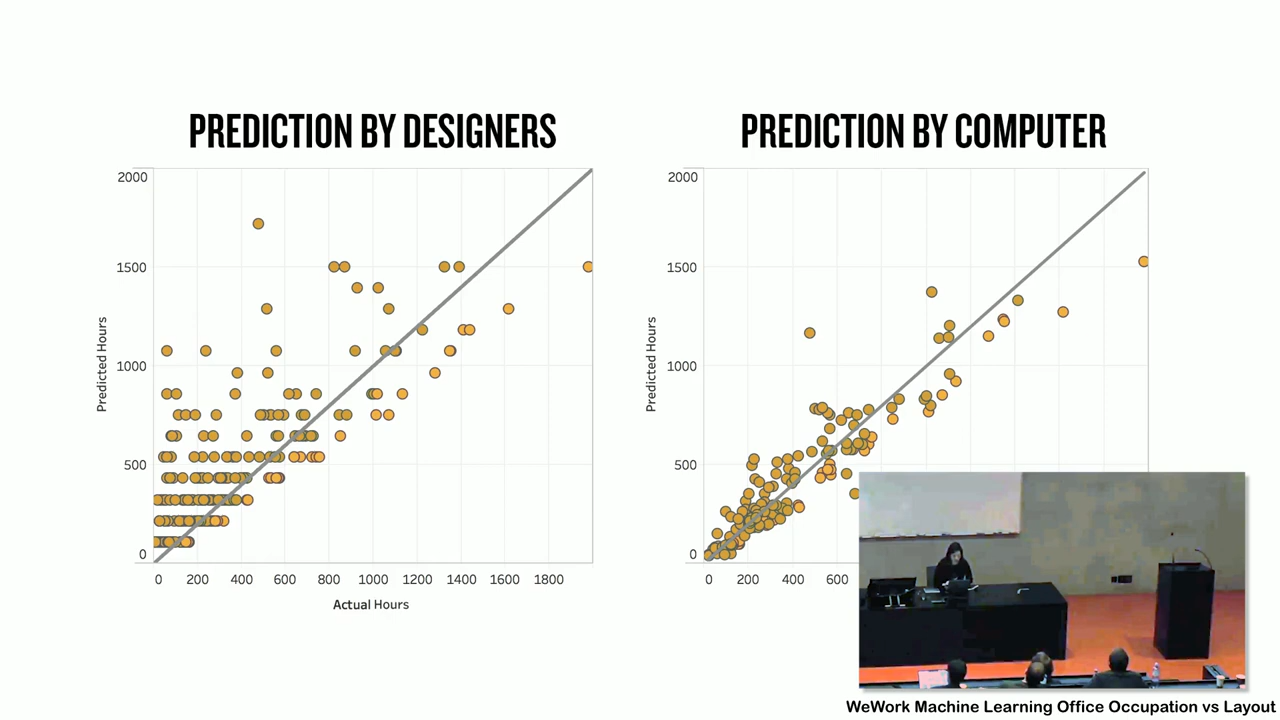 PREDICTION BY DESIGNERS
2000
1500
1000
500
0
Predicted Hours
0 200 400 600 800 1000 1200 1400 1600 1800
Actual Hours
PREDICTION BY COMPUTER
2000
1500
1000
500
0
Predicted Hours
0 200 400 600
WeWork Machine Learning Office Occupation vs Layout